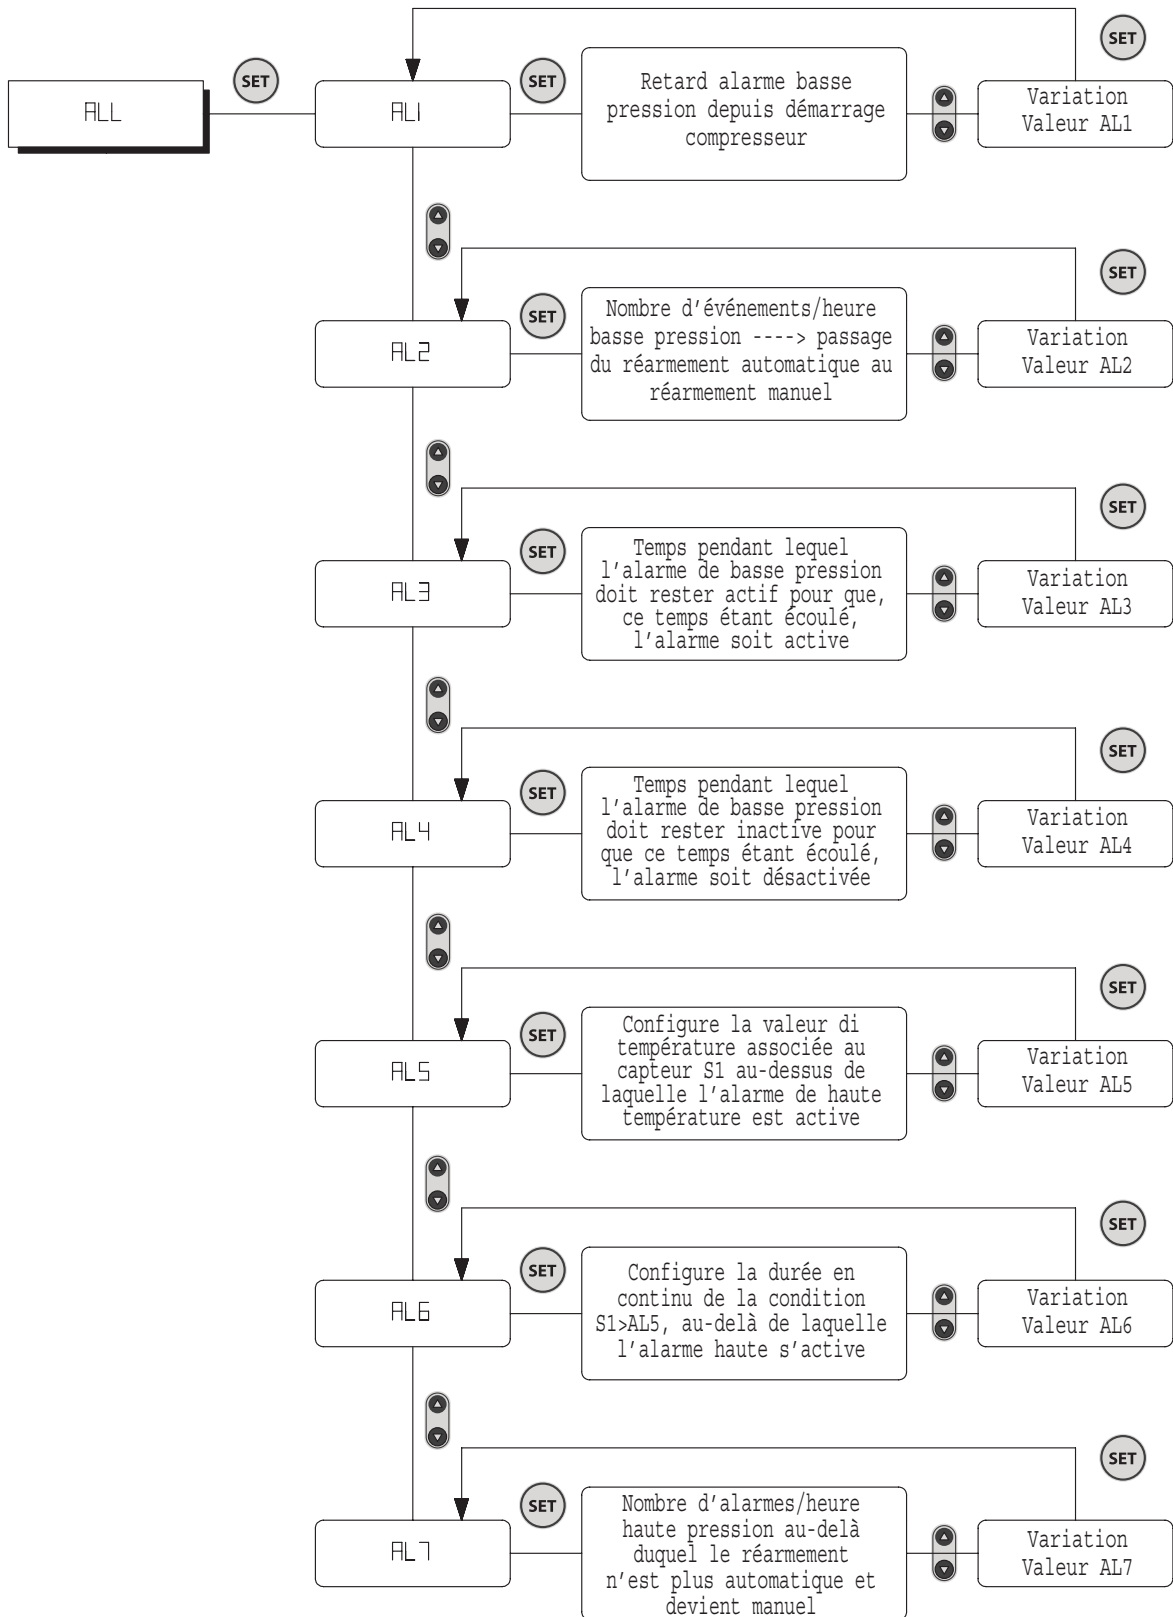 SET
ALL
SET
AL1
SET
Retard alarme basse
pression depuis démarrage
compresseur
Variation
Valeur AL1
SET
AL2
SET
Nombre d'événements/heure
basse pression ----> passage
du réarmement automatique au
réarmement manuel
Variation
Valeur AL2
SET
AL3
SET
Temps pendant lequel
l'alarme de basse pression
doit rester actif pour que,
ce temps étant écoulé,
l'alarme soit active
Variation
Valeur AL3
SET
AL4
SET
Temps pendant lequel
l'alarme de basse pression
doit rester inactive pour
que ce temps étant écoulé,
l'alarme soit désactivée
Variation
Valeur AL4
SET
AL5
SET
Configure la valeur di
température associée au
capteur S1 au-dessus de
laquelle l'alarme de haute
température est active
Variation
Valeur AL5
SET
AL6
SET
Configure la durée en
continu de la condition
S1>AL5, au-delà de laquelle
l'alarme haute s'active
Variation
Valeur AL6
SET
AL7
SET
Nombre d'alarmes/heure
haute pression au-delà
duquel le réarmement
n'est plus automatique et
devient manuel
Variation
Valeur AL7